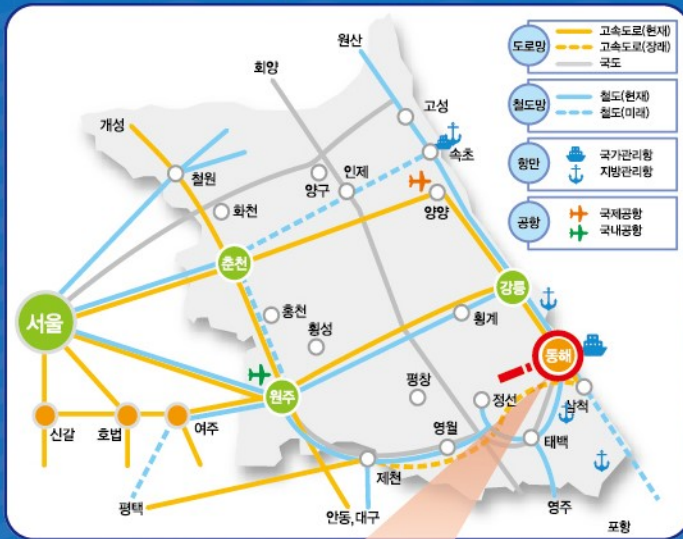 도로망
고속도로(현재)
고속도로(장래)
국도
철도망
철도(현재)
철도(미래)
항만
국가관리항
지방관리항
공항
국제공항
국내공항
원산
회양
고성
개성
속초
철원
양구
인제
양양
화천
춘천
강릉
서울
홍천
횡성
횡계
동해
원주
평창
정선
삼척
신갈
호법
여주
영월
태백
제천
평택
안동,대구
영주
포항